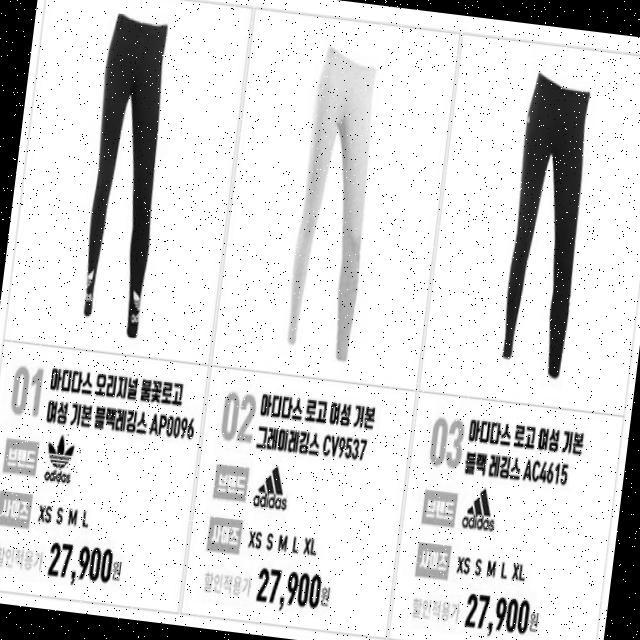 01
아디다스 오리지널 불꽃로고
여성 기본 블랙레깅스 AP0096
브랜드
adidas
사이즈
XS S M L
할인적용가
27,900원
02
아디다스 로고 여성 기본
그레이레깅스 CV9537
브랜드
adidas
사이즈
XS S M L XL
할인적용가
27,900원
03
아디다스 로고 여성 기본
블랙 레깅스 AC4615
브랜드
adidas
사이즈
XS S M L XL
할인적용가
27,900원